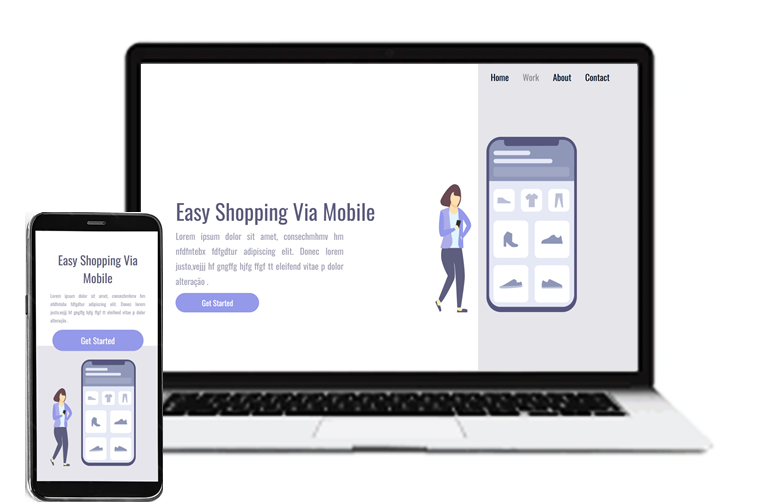 Home Work About Contact
Easy Shopping Via Mobile
Lorem ipsum dolor sit amet, consechmhmv hm
nfdfhtebx fdfgdtur adipiscing elit. Donec lorem
justo,vejjj hf gngffg hjfg ffgf tt eleifend vitae p dolor
alteração .
Get Started
Easy Shopping Via
Mobile
Lorem ipsum dolor sit amet, consechmhmv hm
nfdfhtebx fdfgdtur adipiscing elit. Donec lorem
justo,vejjj hf gngffg hjfg ffgf tt eleifend vitae p dolor
alteração .
Get Started